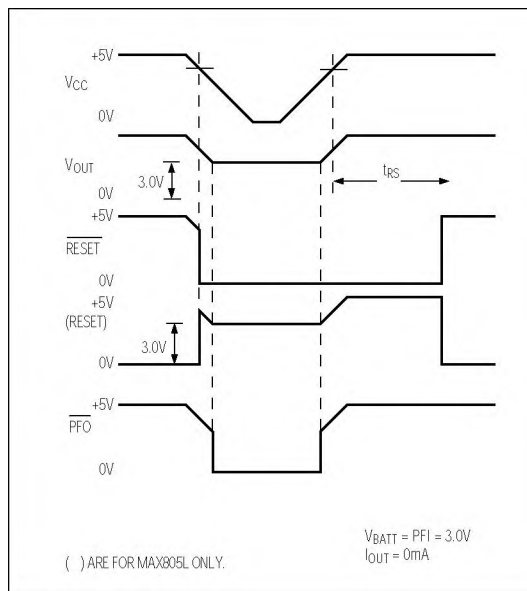 +5V
VCC
0V
VOUT
3.0V
0V
tRS
+5V
RESET
0V
+5V
(RESET)
3.0V
0V
+5V
PFO
0V
VBATT = PFI = 3.0V
IOUT = 0mA
( ) ARE FOR MAX805L ONLY.